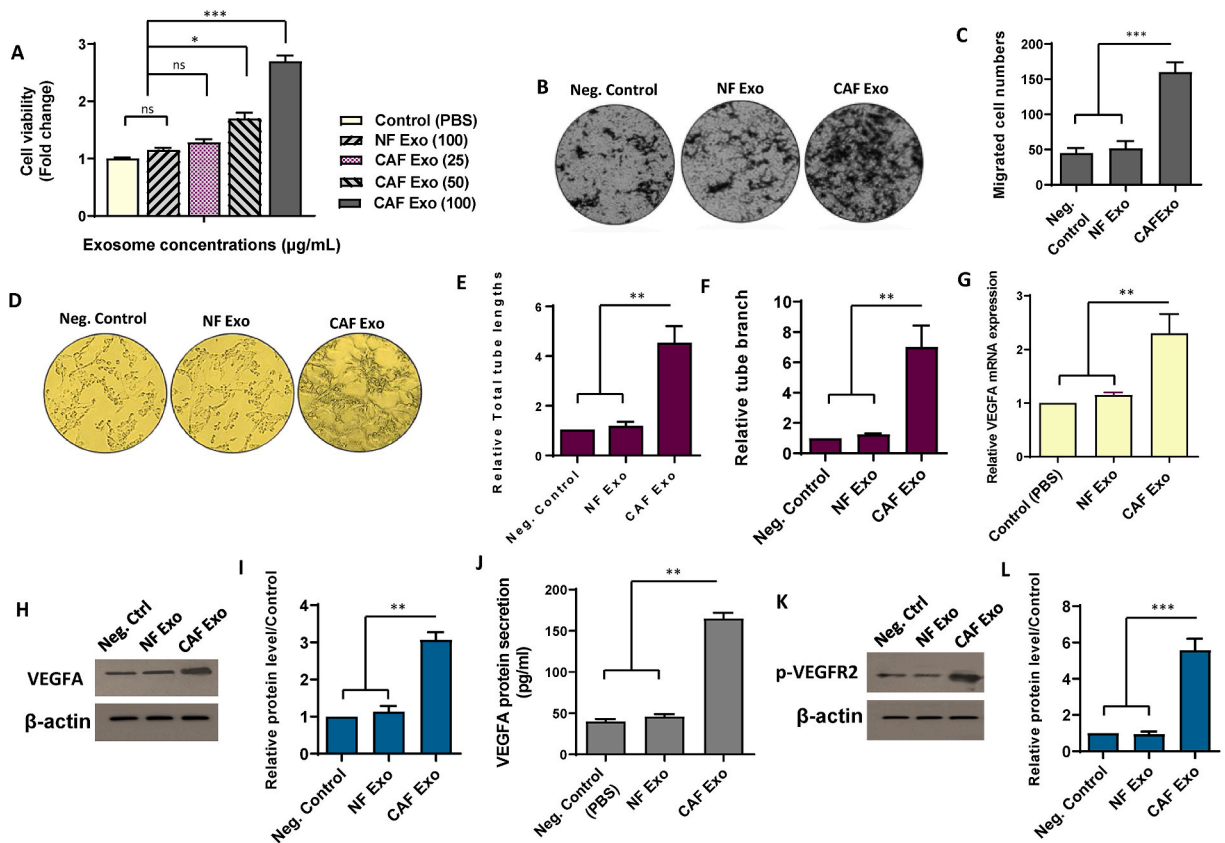 A
Cell viability
(Fold change)
3
2
1
0
ns
ns
*
***
Exosome concentrations (µg/mL)
Control (PBS)
NF Exo (100)
CAF Exo (25)
CAF Exo (50)
CAF Exo (100)
B
Neg. Control
NF Exo
CAF Exo
C
Migrated cell numbers
200
150
100
50
0
***
Neg.
Control
NF Exo
CAFExo
D
Neg. Control
NF Exo
CAF Exo
E
Relative Total tube lengths
6
4
2
0
**
Neg. Control
NF Exo
CAF Exo
F
Relative tube branch
10
8
6
4
2
0
**
Neg. Control
NF Exo
CAF Exo
G
Relative VEGFA mRNA expression
3
2
1
0
**
Control (PBS)
NF Exo
CAF Exo
H
Neg. Ctrl
NF Exo
CAF Exo
VEGFA
β-actin
I
Relative protein level/Control
4
3
2
1
0
**
Neg. Control
NF Exo
CAF Exo
J
VEGFA protein secretion
(pg/ml)
200
150
100
50
0
**
Neg. Control
(PBS)
NF Exo
CAF Exo
K
Neg. Ctrl
NF Exo
CAF Exo
p-VEGFR2
β-actin
L
Relative protein level/Control
8
6
4
2
0
***
Neg. Control
NF Exo
CAF Exo